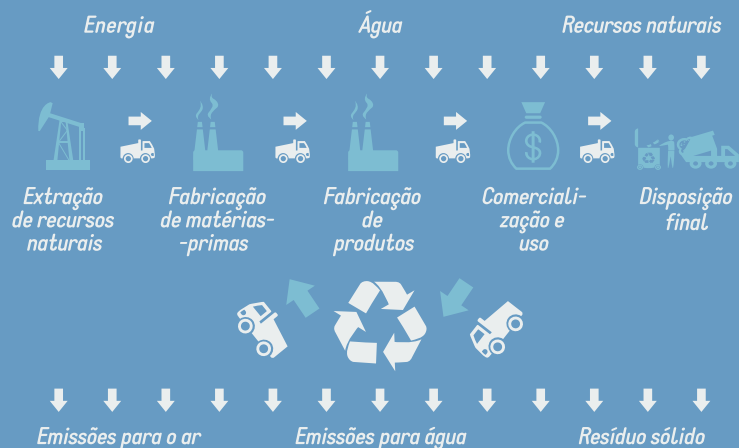 Energia
Água
Recursos naturais
$
Extração
de recursos
naturais
Fabricação
de matérias-
-primas
Fabricação
de
produtos
Comerciali-
zação e
uso
Disposição
final
Emissões para o ar
Emissões para água
Resíduo sólido